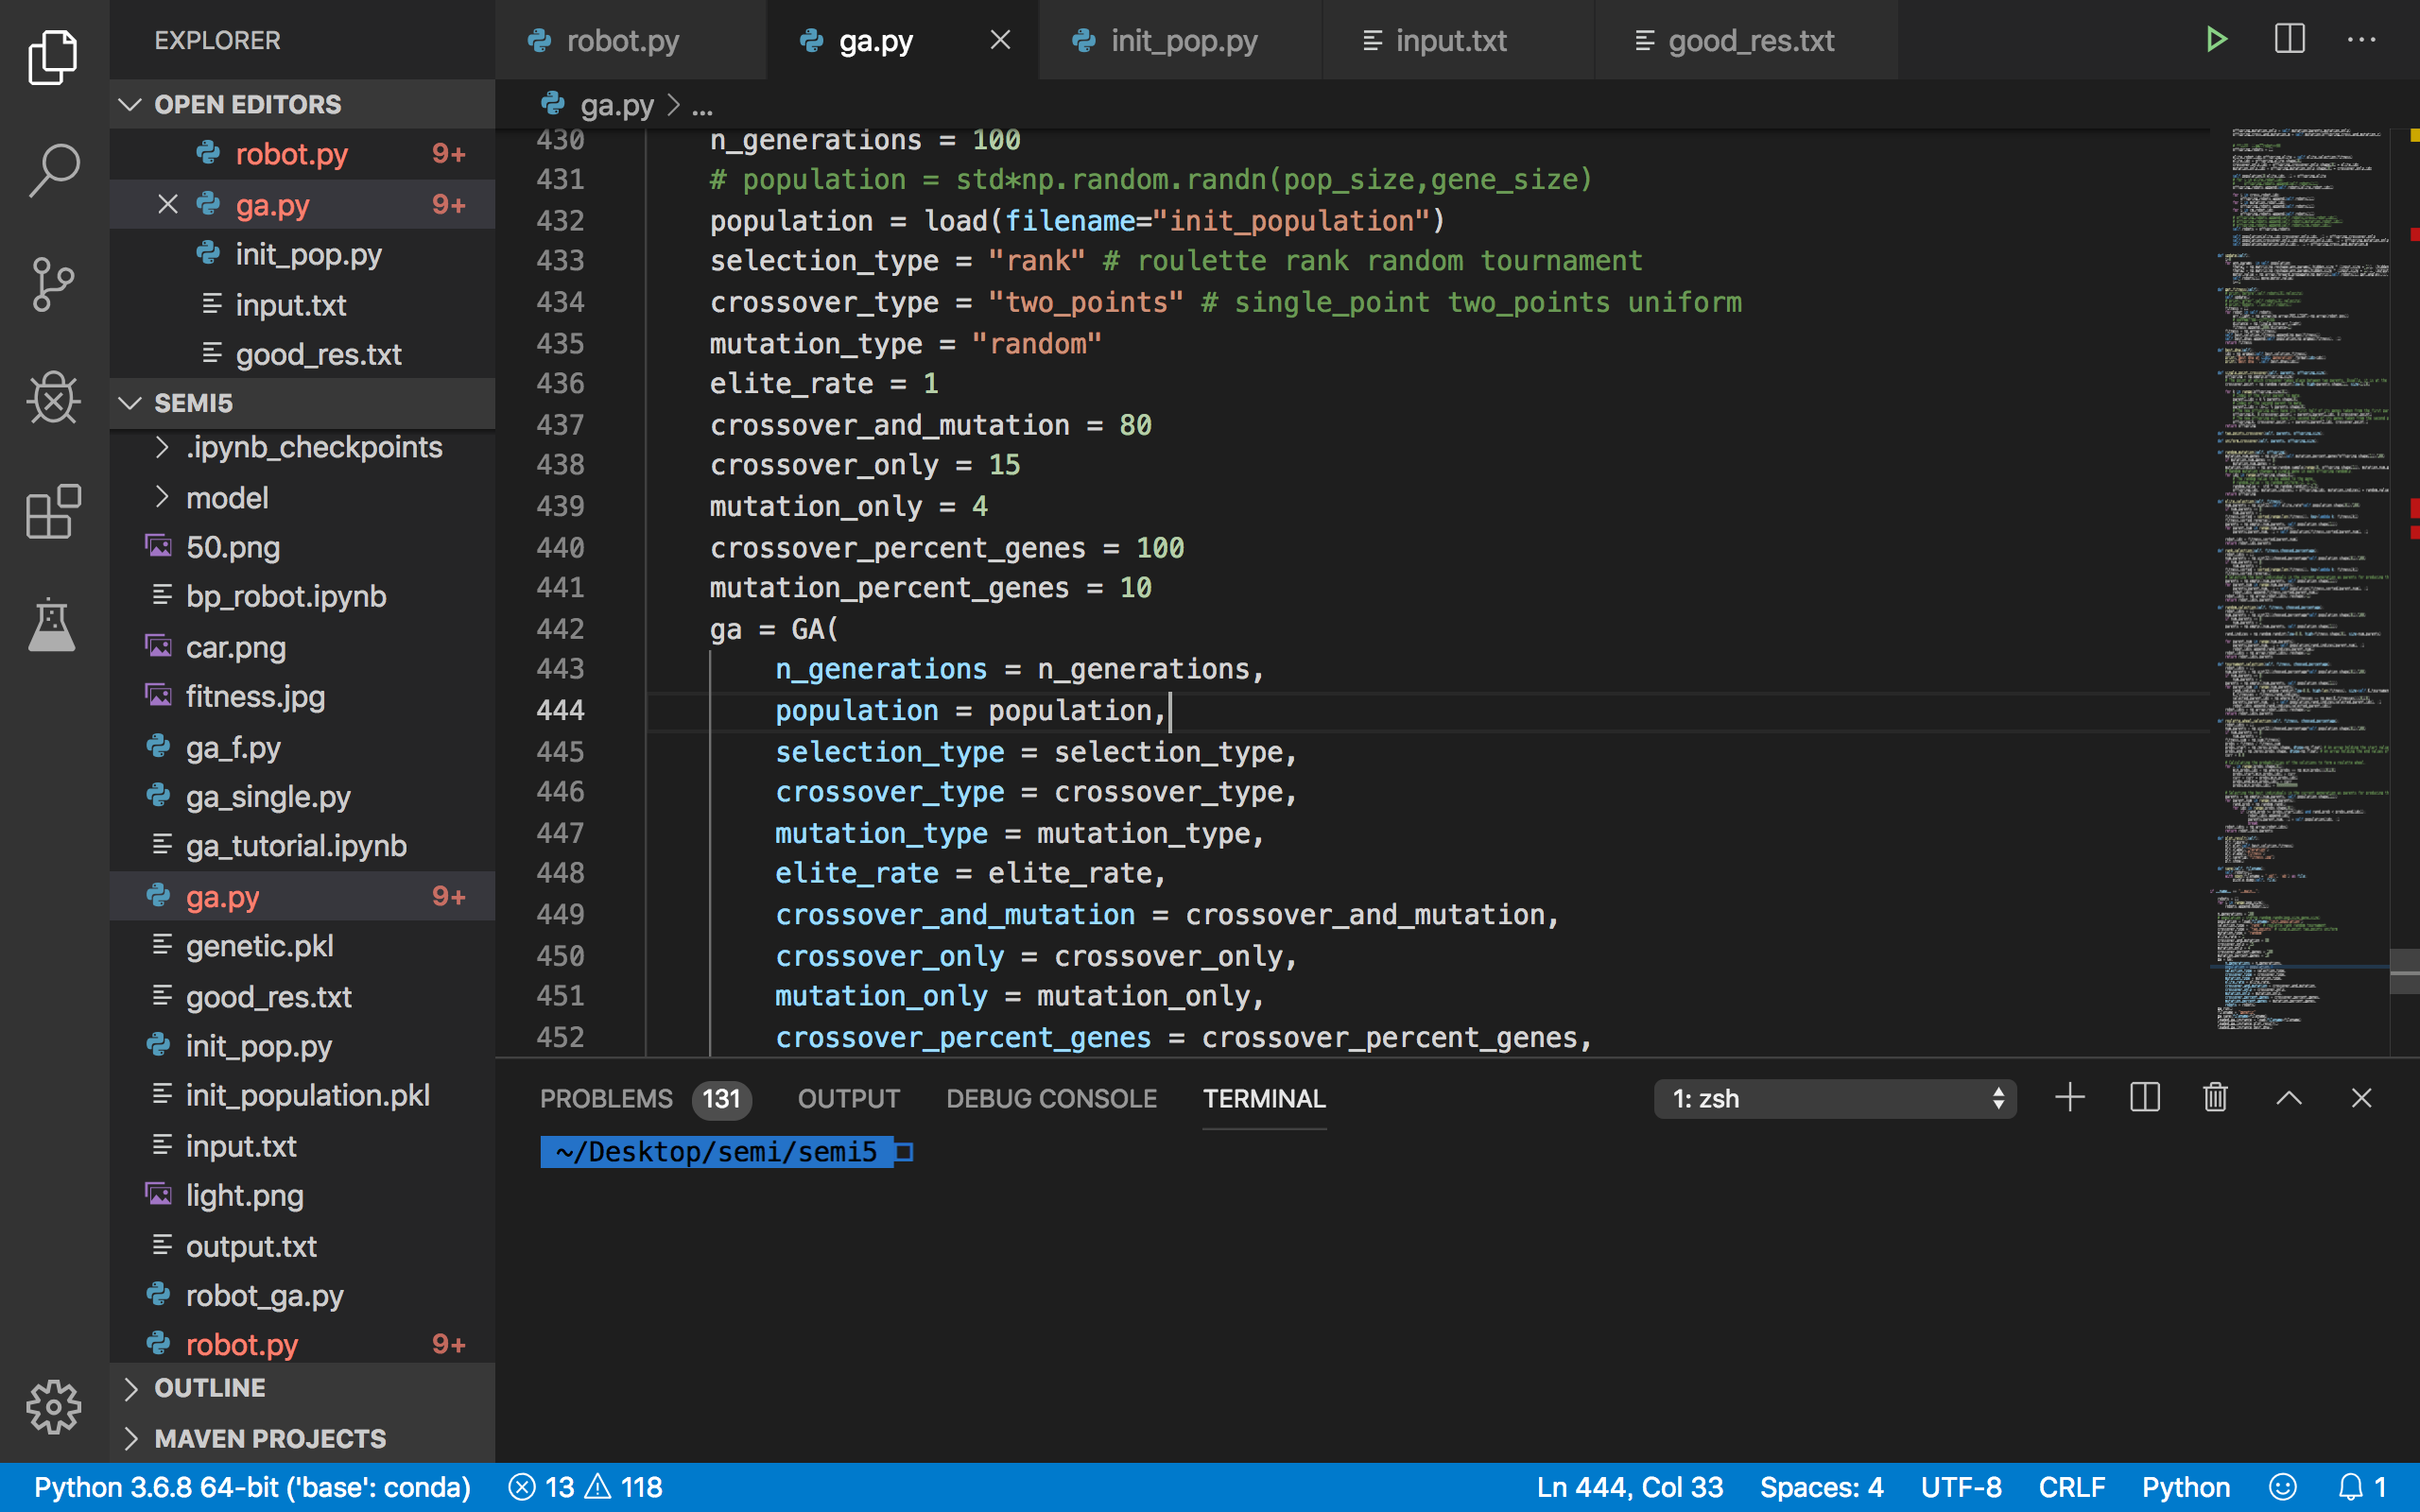 EXPLORER
OPEN EDITORS
robot.py 9+
ga.py 9+
init_pop.py
input.txt
good_res.txt
SEMI5
.ipynb_checkpoints
model
50.png
bp_robot.ipynb
car.png
fitness.jpg
ga_f.py
ga_single.py
ga_tutorial.ipynb
ga.py 9+
genetic.pkl
good_res.txt
init_pop.py
init_population.pkl
input.txt
light.png
output.txt
robot_ga.py
robot.py 9+
OUTLINE
MAVEN PROJECTS
robot.py ga.py init_pop.py input.txt good_res.txt
ga.py > ...
430 n_generations = 100
431 # population = std*np.random.randn(pop_size,gene_size)
432 population = load(filename="init_population")
433 selection_type = "rank" # roulette rank random tournament
434 crossover_type = "two_points" # single_point two_points uniform
435 mutation_type = "random"
436 elite_rate = 1
437 crossover_and_mutation = 80
438 crossover_only = 15
439 mutation_only = 4
440 crossover_percent_genes = 100
441 mutation_percent_genes = 10
442 ga = GA(
443 n_generations = n_generations,
444 population = population,
445 selection_type = selection_type,
446 crossover_type = crossover_type,
447 mutation_type = mutation_type,
448 elite_rate = elite_rate,
449 crossover_and_mutation = crossover_and_mutation,
450 crossover_only = crossover_only,
451 mutation_only = mutation_only,
452 crossover_percent_genes = crossover_percent_genes,
PROBLEMS 131 OUTPUT DEBUG CONSOLE TERMINAL 1: zsh
~/Desktop/semi/semi5
Python 3.6.8 64-bit ('base': conda) 13 118 Ln 444, Col 33 Spaces: 4 UTF-8 CRLF Python 1